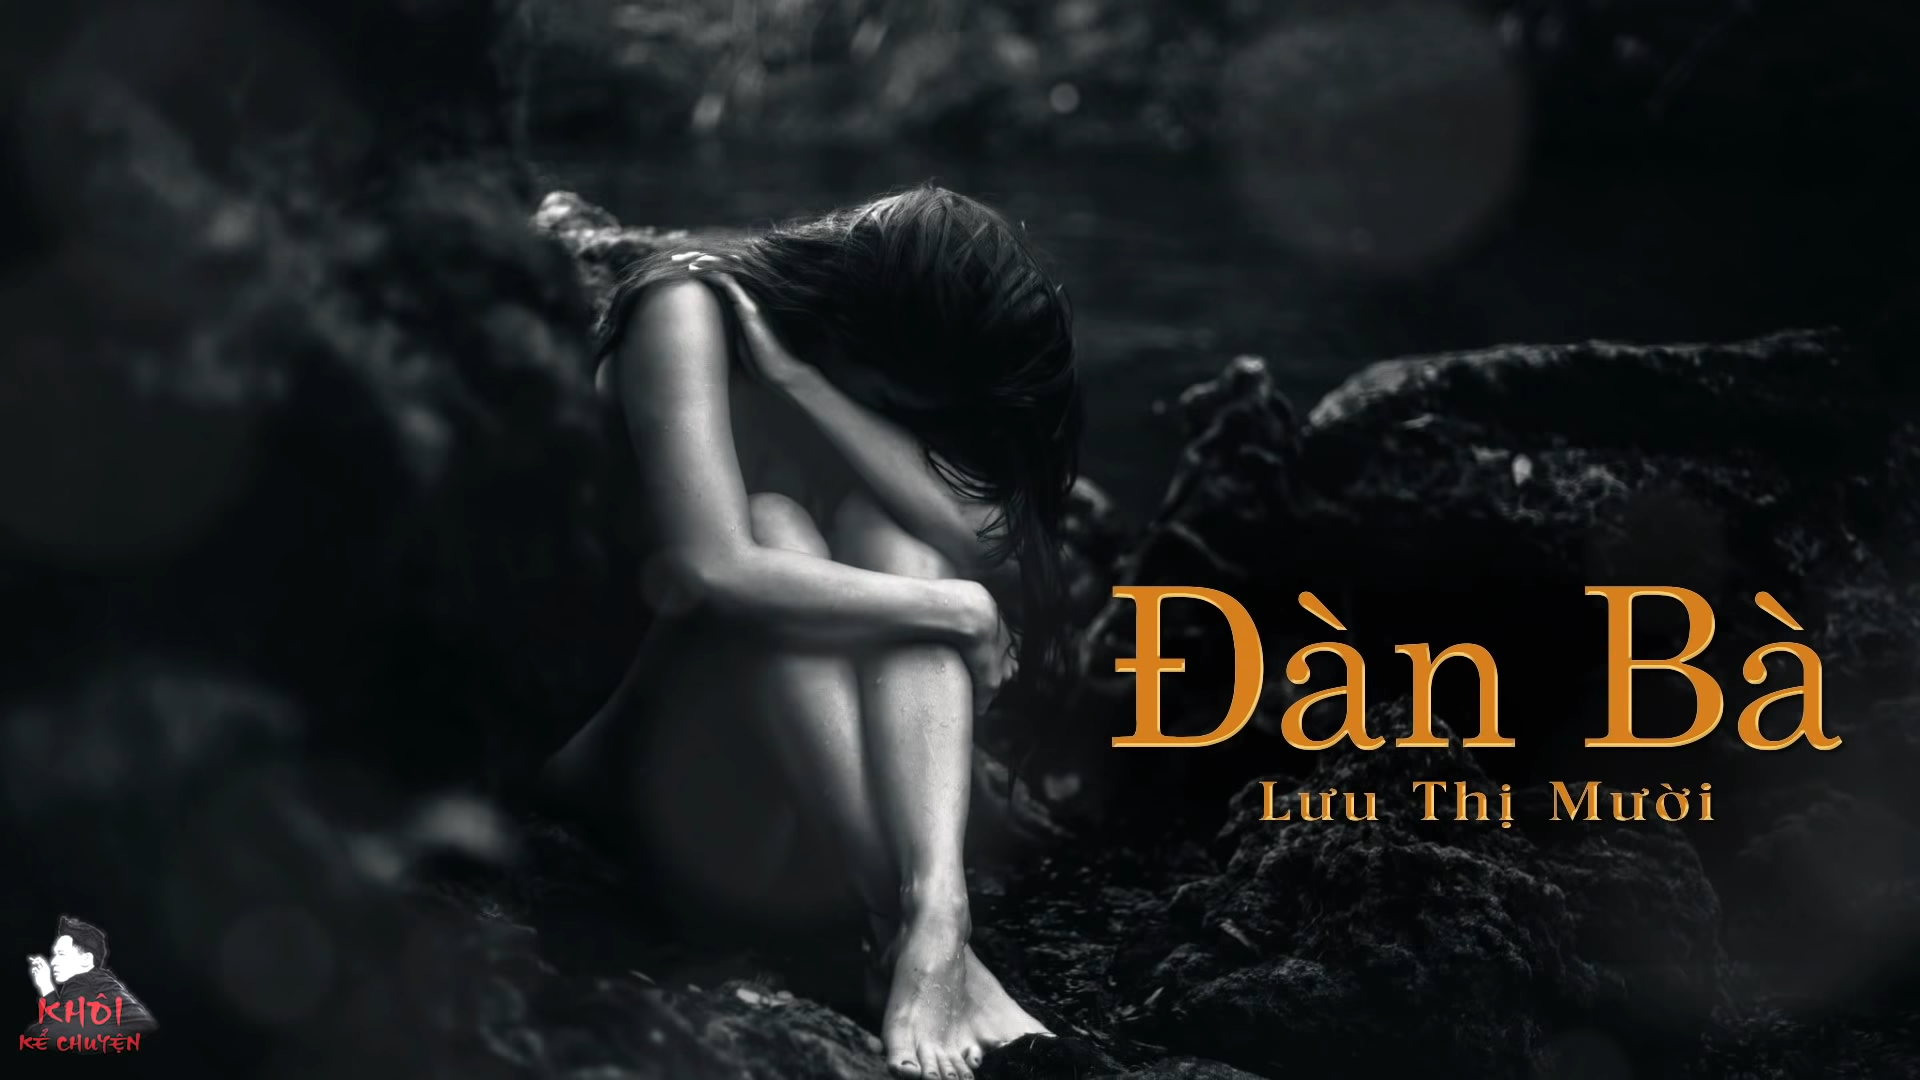 Đàn Bà
Lưu Thị Mười
KHÔI
KỂ CHUYỆN